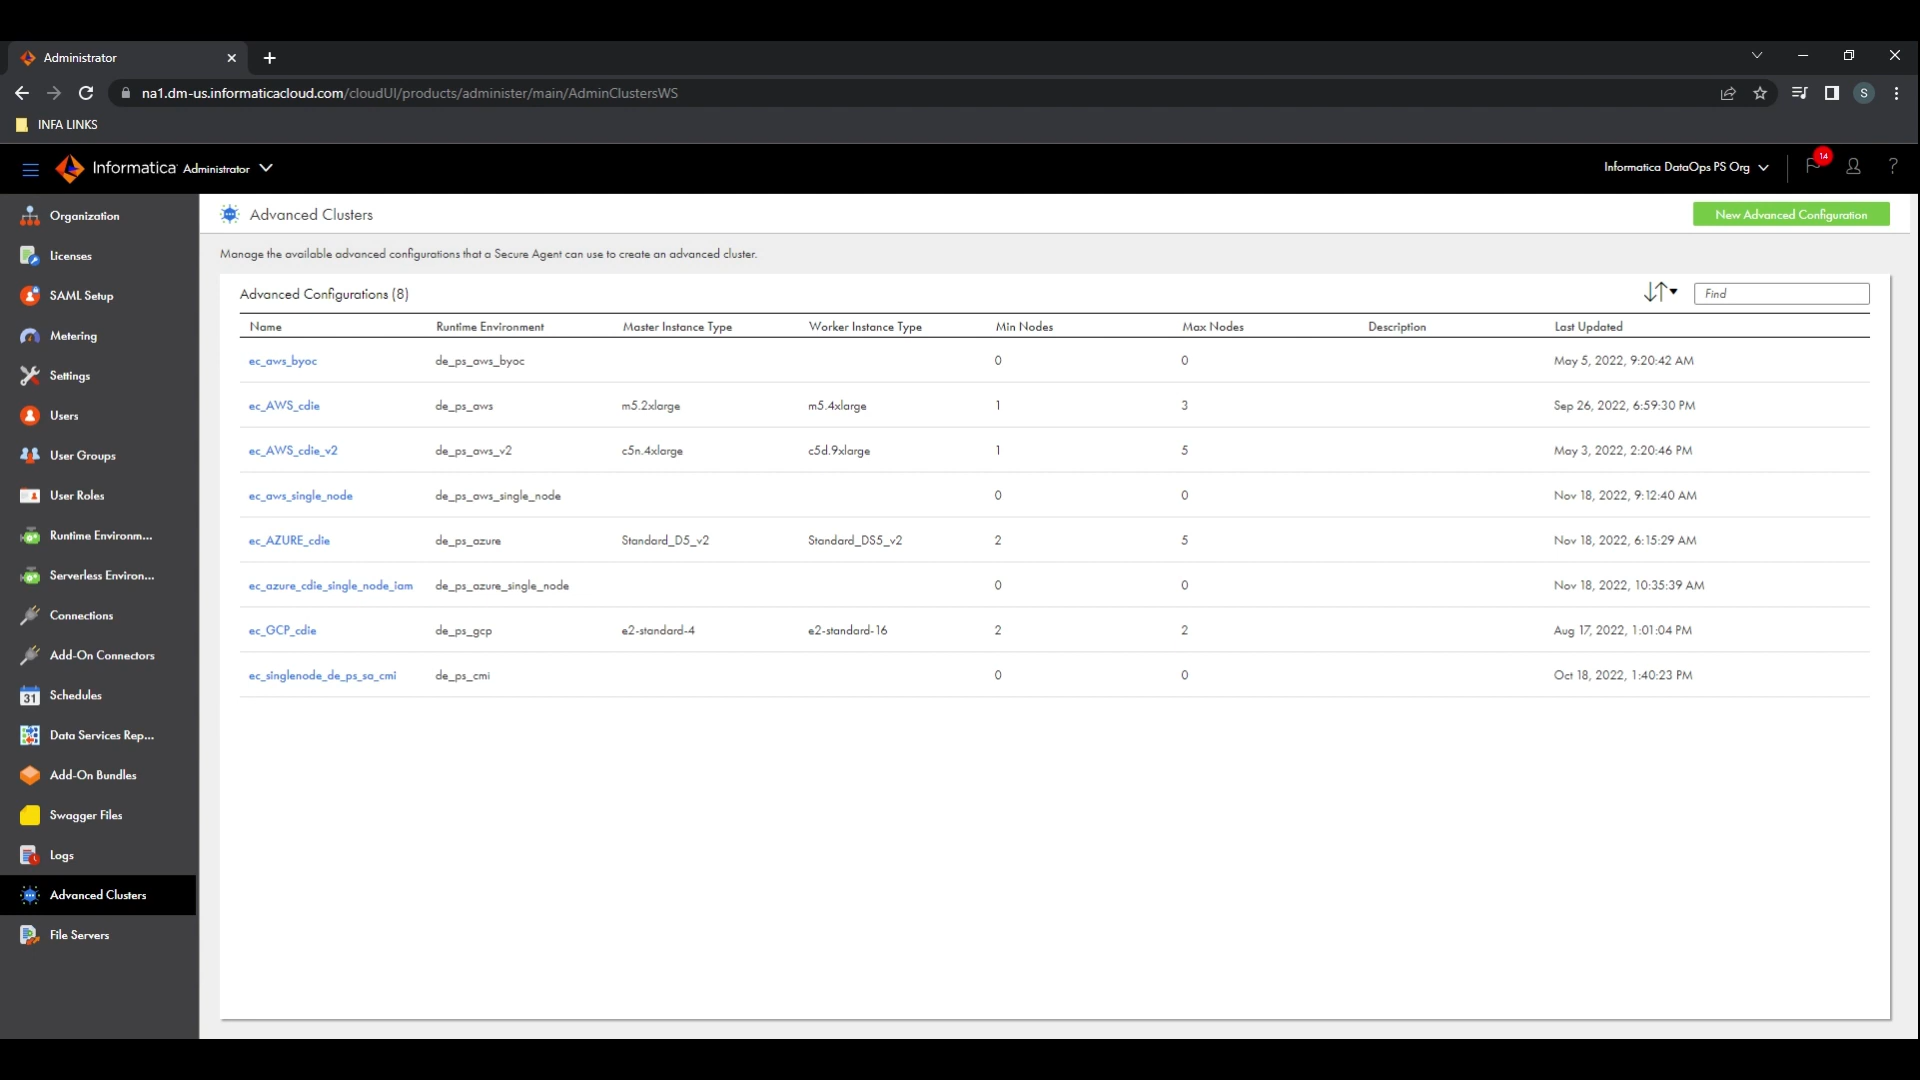 Administrator
na1.dm-us.informaticacloud.com/cloudUI/products/administer/main/AdminClustersWS
S
INFA LINKS
Informatica Administrator
Informatica DataOps PS Org
14
?
Organization
Licenses
SAML Setup
Metering
Settings
Users
User Groups
User Roles
Runtime Environm...
Serverless Environ...
Connections
Add-On Connectors
31 Schedules
Data Services Rep...
Add-On Bundles
Swagger Files
Logs
Advanced Clusters
File Servers
Advanced Clusters
New Advanced Configuration
Manage the available advanced configurations that a Secure Agent can use to create an advanced cluster.
Advanced Configurations (8)
Find
Name Runtime Environment Master Instance Type Worker Instance Type Min Nodes Max Nodes Description Last Updated
ec_aws_byoc de_ps_aws_byoc 0 0 May 5, 2022, 9:20:42 AM
ec_AWS_cdie de_ps_aws m5.2xlarge m5.4xlarge 1 3 Sep 26, 2022, 6:59:30 PM
ec_AWS_cdie_v2 de_ps_aws_v2 c5n.4xlarge c5d.9xlarge 1 5 May 3, 2022, 2:20:46 PM
ec_aws_single_node de_ps_aws_single_node 0 0 Nov 18, 2022, 9:12:40 AM
ec_AZURE_cdie de_ps_azure Standard_D5_v2 Standard_DS5_v2 2 5 Nov 18, 2022, 6:15:29 AM
ec_azure_cdie_single_node_iam de_ps_azure_single_node 0 0 Nov 18, 2022, 10:35:39 AM
ec_GCP_cdie de_ps_gcp e2-standard-4 e2-standard-16 2 2 Aug 17, 2022, 1:01:04 PM
ec_singlenode_de_ps_sa_cmi de_ps_cmi 0 0 Oct 18, 2022, 1:40:23 PM